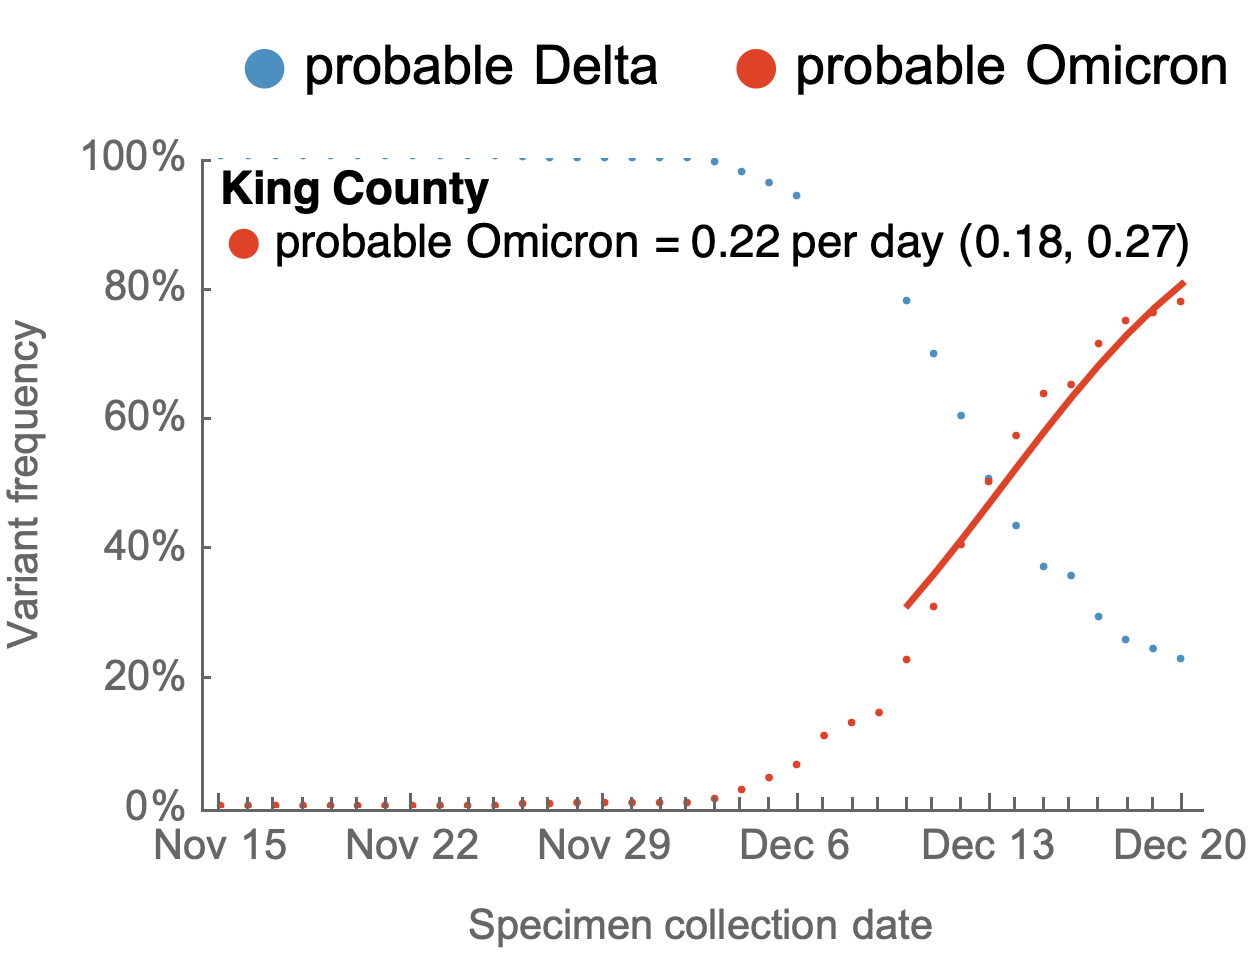 probable Delta probable Omicron
100%
King County
probable Omicron = 0.22 per day (0.18, 0.27)
80%
60%
40%
20%
0%
Variant frequency
Nov 15 Nov 22 Nov 29 Dec 6 Dec 13 Dec 20
Specimen collection date